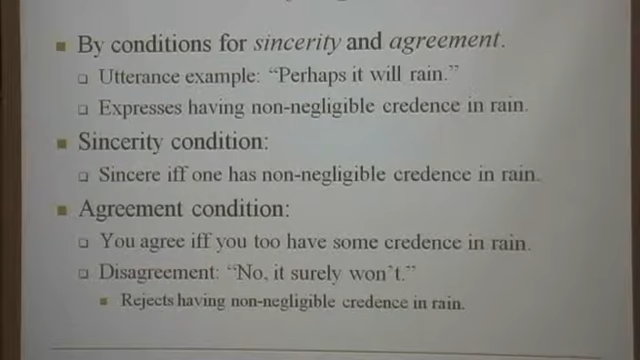 By conditions for sincerity and agreement.
Utterance example: "Perhaps it will rain."
Expresses having non-negligible credence in rain.
Sincerity condition:
Sincere iff one has non-negligible credence in rain.
Agreement condition:
You agree iff you too have some credence in rain.
Disagreement: "No, it surely won't."
Rejects having non-negligible credence in rain.